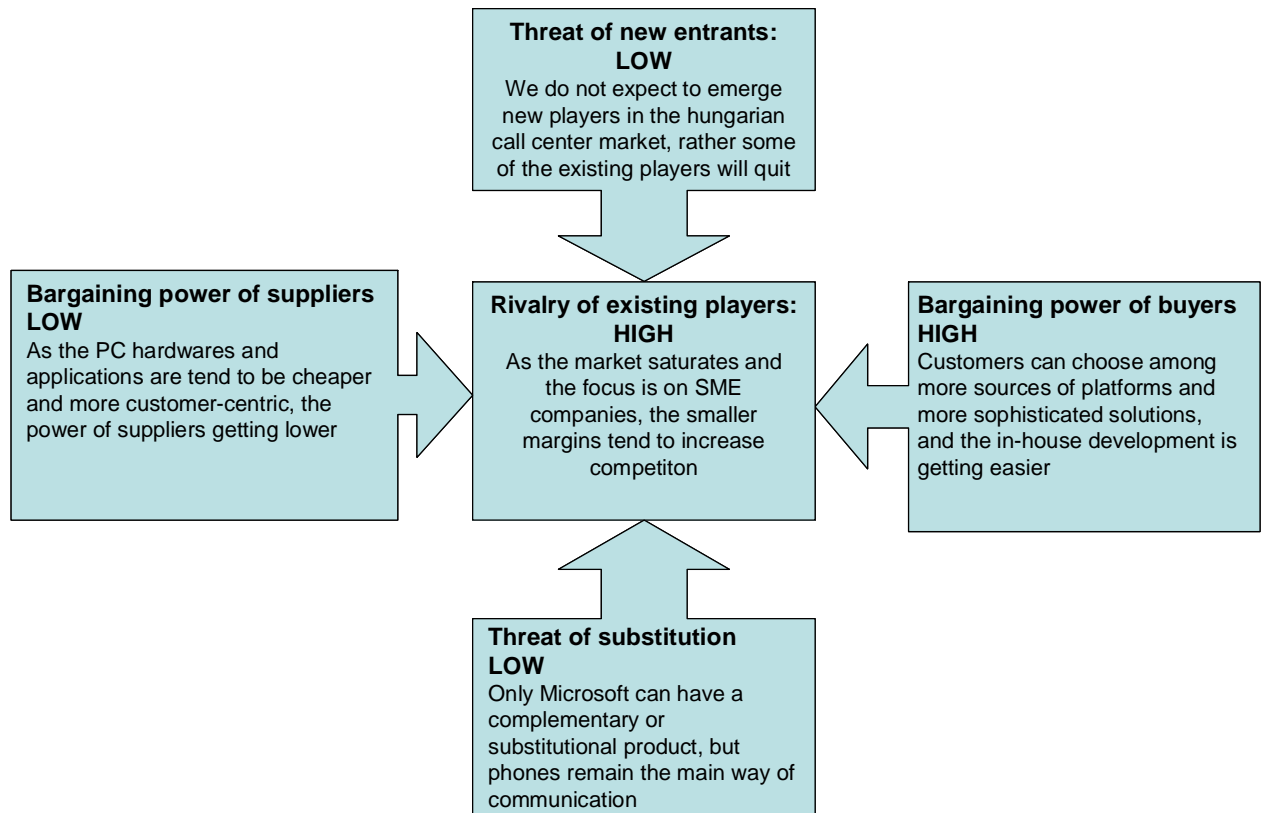 Threat of new entrants:
LOW
We do not expect to emerge
new players in the hungarian
call center market, rather some
of the existing players will quit
Bargaining power of suppliers
LOW
As the PC hardwares and
applications are tend to be cheaper
and more customer-centric, the
power of suppliers getting lower
Rivalry of existing players:
HIGH
As the market saturates and
the focus is on SME
companies, the smaller
margins tend to increase
competiton
Bargaining power of buyers
HIGH
Customers can choose among
more sources of platforms and
more sophisticated solutions,
and the in-house development is
getting easier
Threat of substitution
LOW
Only Microsoft can have a
complementary or
substitutional product, but
phones remain the main way of
communication